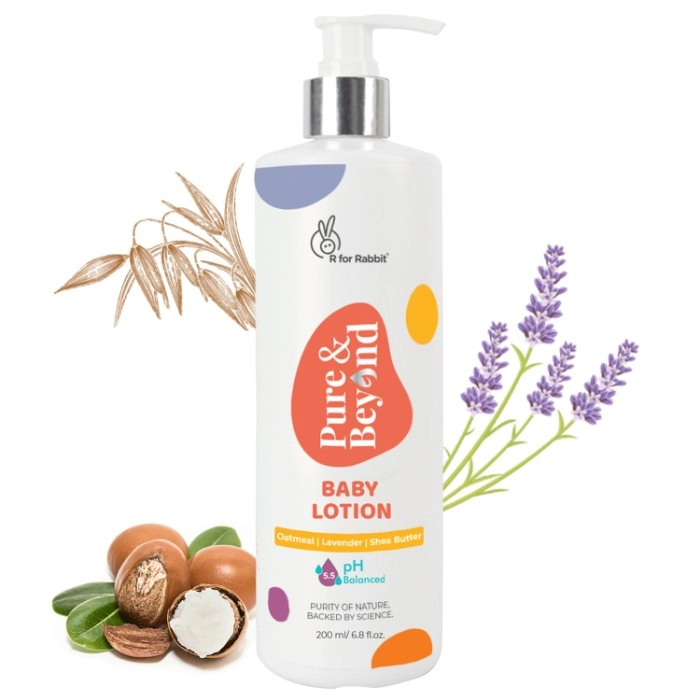 R for Rabbit®
Pure &
Beyond
BABY
LOTION
Oatmeal | Lavender | Shea Butter
5.5
pH
Balanced
PURITY OF NATURE,
BACKED BY SCIENCE.
200 ml/ 6.8 fl.oz.